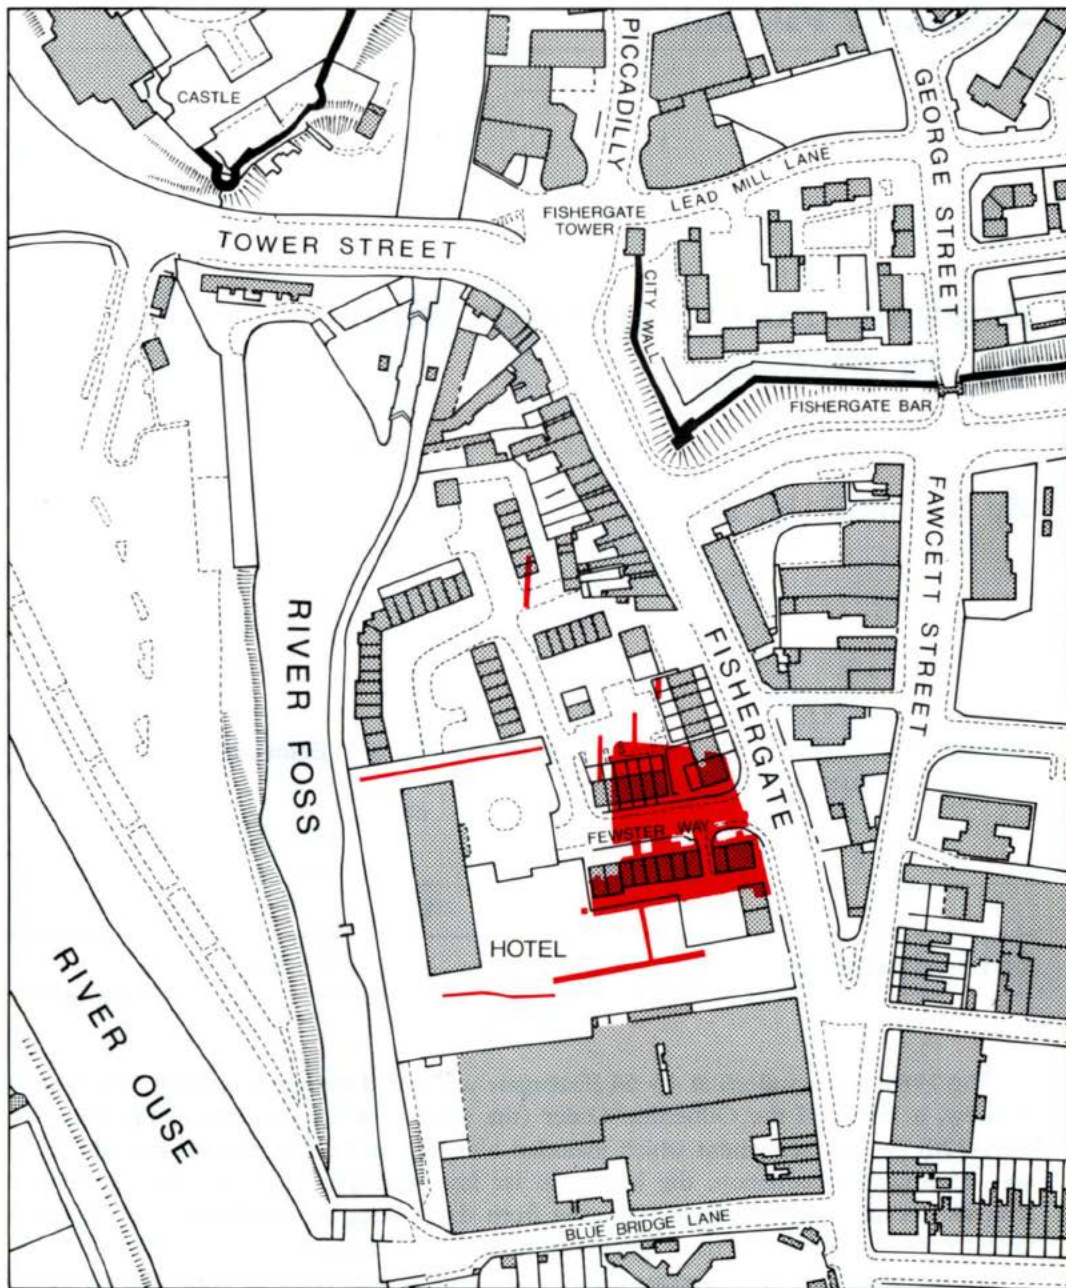 CASTLE
PICCADILLY
GEORGE STREET
LEAD MILL LANE
FISHERGATE
TOWER
TOWER STREET
CITY WALL
FISHERGATE BAR
FAWCETT STREET
RIVER FOSS
FISHERGATE
FEWSTER WAY
HOTEL
RIVER OUSE
BLUE BRIDGE LANE